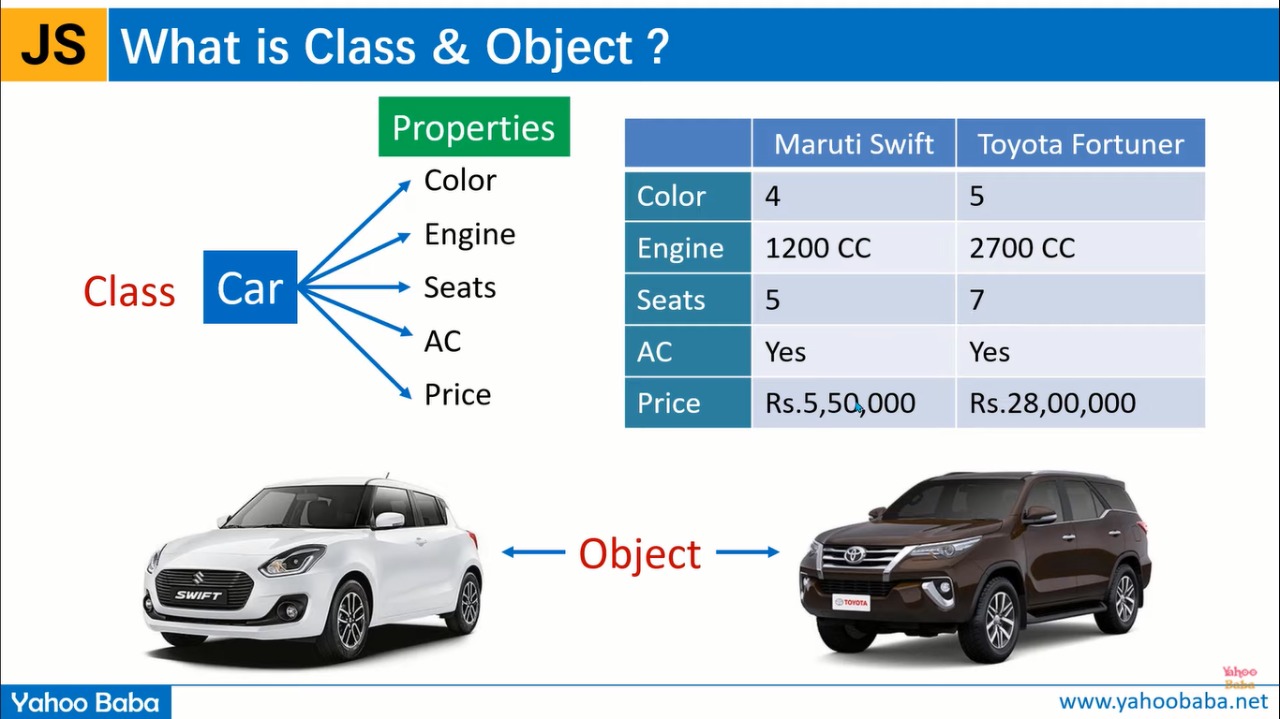 JS What is Class & Object ?
Properties
Color
Engine
Seats
AC
Price
Class
Car
Maruti Swift Toyota Fortuner
Color 4 5
Engine 1200 CC 2700 CC
Seats 5 7
AC Yes Yes
Price Rs.5,50,000 Rs.28,00,000
Object
SWIFT
TOYOTA
Yahoo
Baba
Yahoo Baba
www.yahoobaba.net